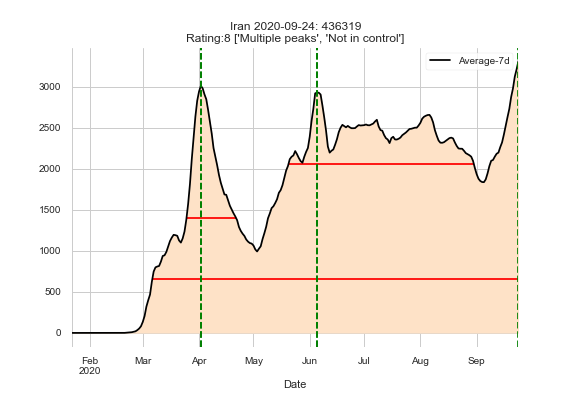 Iran 2020-09-24: 436319
Rating:8 ['Multiple peaks', 'Not in control']
Average-7d
3000
2500
2000
1500
1000
500
0
Feb
2020
Mar
Apr
May
Jun
Jul
Aug
Sep
Date